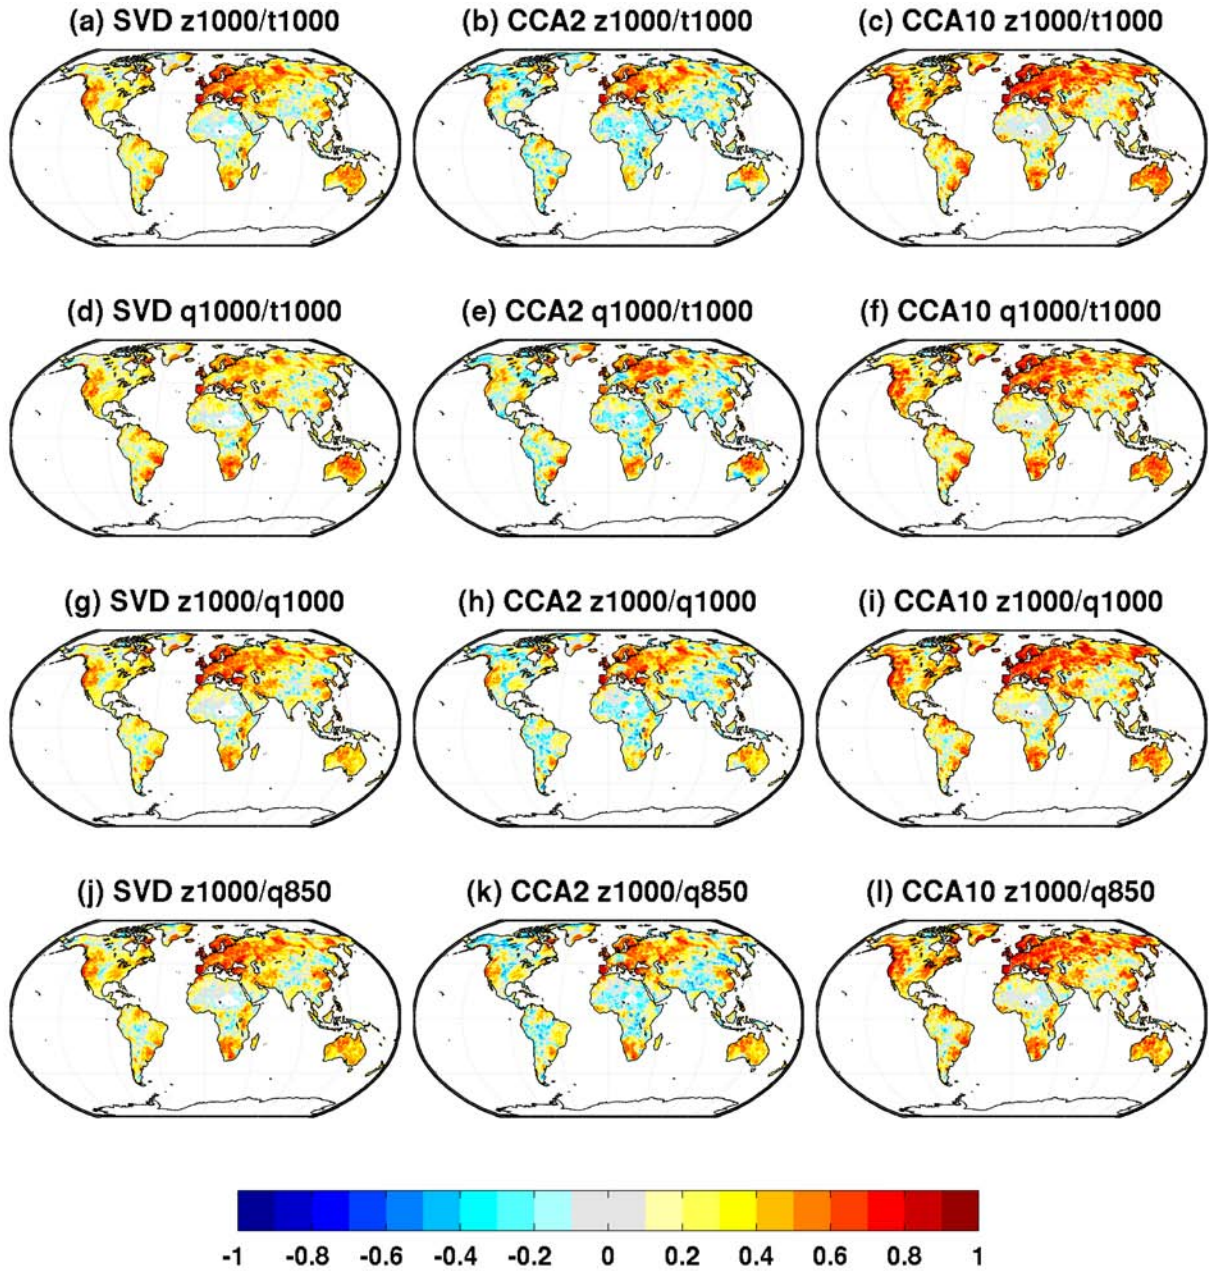 (a) SVD z1000/t1000
(b) CCA2 z1000/t1000
(c) CCA10 z1000/t1000
(d) SVD q1000/t1000
(e) CCA2 q1000/t1000
(f) CCA10 q1000/t1000
(g) SVD z1000/q1000
(h) CCA2 z1000/q1000
(i) CCA10 z1000/q1000
(j) SVD z1000/q850
(k) CCA2 z1000/q850
(l) CCA10 z1000/q850
-1 -0.8 -0.6 -0.4 -0.2 0 0.2 0.4 0.6 0.8 1